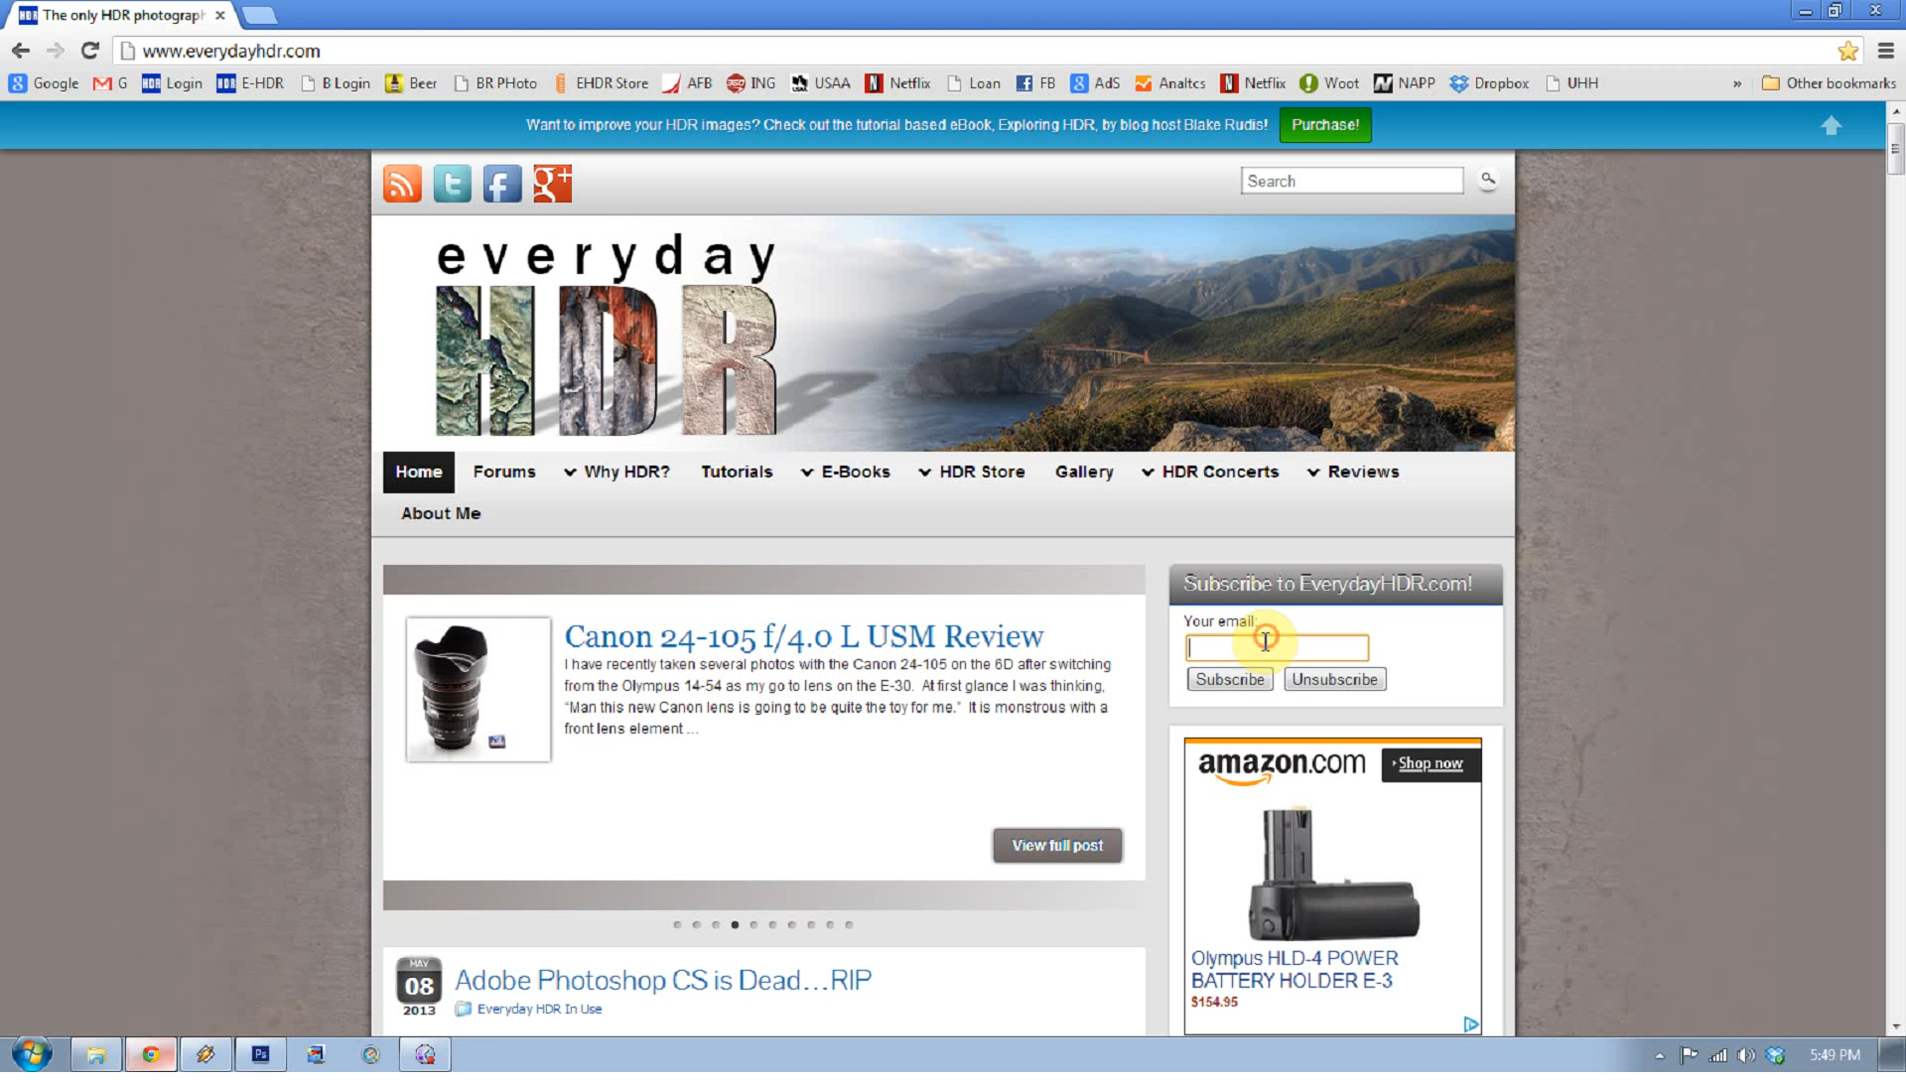 The only HDR photograph
www.everydayhdr.com
Google G Login E-HDR B Login Beer BR PHoto EHDR Store AFB ING USAA Netflix Loan FB AdS Analtcs Netflix Woot NAPP Dropbox UHH » Other bookmarks
Want to improve your HDR images? Check out the tutorial based eBook, Exploring HDR, by blog host Blake Rudis! Purchase!
Search
everyday
HDR
Home Forums Why HDR? Tutorials E-Books HDR Store Gallery HDR Concerts Reviews
About Me
Subscribe to EverydayHDR.com!
Your email:
Subscribe Unsubscribe
Canon 24-105 f/4.0 L USM Review
I have recently taken several photos with the Canon 24-105 on the 6D after switching
from the Olympus 14-54 as my go to lens on the E-30. At first glance I was thinking,
“Man this new Canon lens is going to be quite the toy for me.” It is monstrous with a
front lens element ...
View full post
amazon.com Shop now
Olympus HLD-4 POWER
BATTERY HOLDER E-3
$154.95
MAY
08
2013
Adobe Photoshop CS is Dead…RIP
Everyday HDR In Use
Ps
5:49 PM